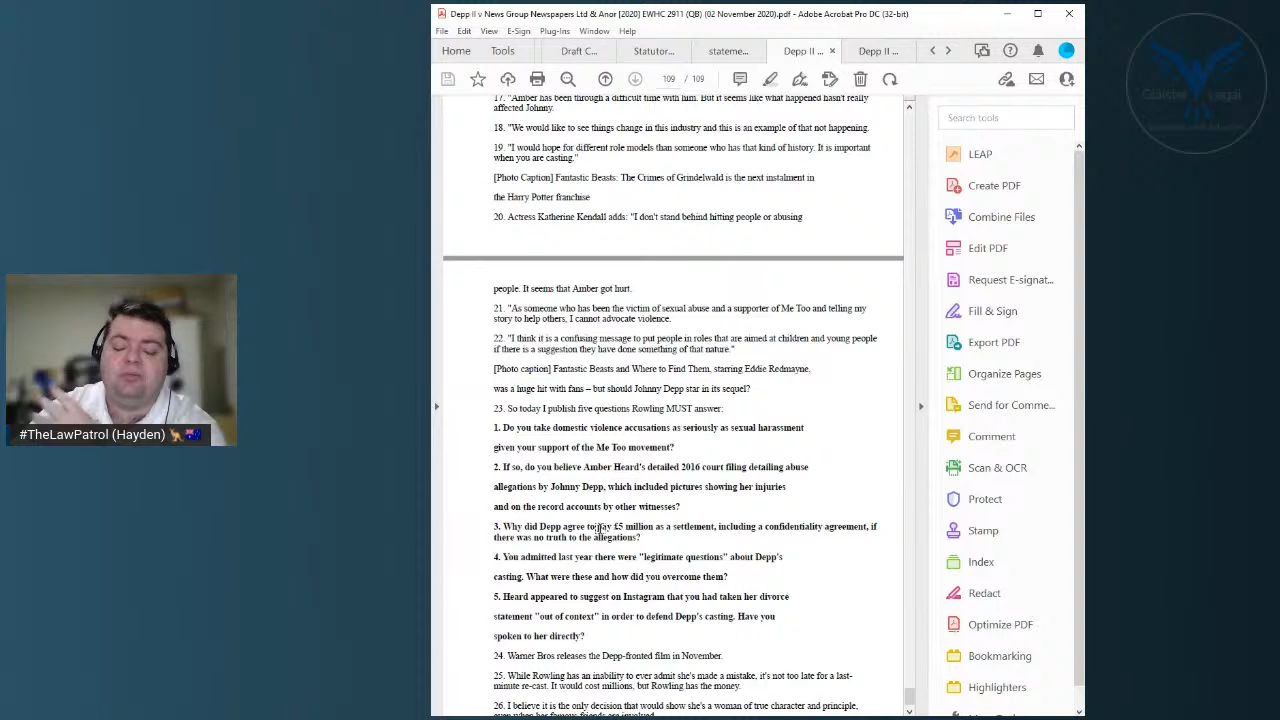 Depp II v News Group Newspapers Ltd & Anor [2020] EWHC 2911 (QB) (02 November 2020).pdf - Adobe Acrobat Pro DC (32-bit)
File Edit View E-Sign Plug-Ins Window Help
Home Tools Draft C... Statutor... stateme... Depp II ... × Depp II ...
109 / 109
17. "Amber has been through a difficult time with him. But it seems like what happened hasn't really
affected Johnny.
18. "We would like to see things change in this industry and this is an example of that not happening.
19. "I would hope for different role models than someone who has that kind of history. It is important
when you are casting."
[Photo Caption] Fantastic Beasts: The Crimes of Grindelwald is the next instalment in
the Harry Potter franchise
20. Actress Katherine Kendall adds: "I don't stand behind hitting people or abusing
people. It seems that Amber got hurt.
21. "As someone who has been the victim of sexual abuse and a supporter of Me Too and telling my
story to help others, I cannot advocate violence.
22. "I think it is a confusing message to put people in roles that are aimed at children and young people
if there is a suggestion they have done something of that nature."
[Photo caption] Fantastic Beasts and Where to Find Them, starring Eddie Redmayne,
was a huge hit with fans – but should Johnny Depp star in its sequel?
23. So today I publish five questions Rowling MUST answer:
1. Do you take domestic violence accusations as seriously as sexual harassment
given your support of the Me Too movement?
2. If so, do you believe Amber Heard's detailed 2016 court filing detailing abuse
allegations by Johnny Depp, which included pictures showing her injuries
and on the record accounts by other witnesses?
3. Why did Depp agree to pay £5 million as a settlement, including a confidentiality agreement, if
there was no truth to the allegations?
4. You admitted last year there were "legitimate questions" about Depp's
casting. What were these and how did you overcome them?
5. Heard appeared to suggest on Instagram that you had taken her divorce
statement "out of context" in order to defend Depp's casting. Have you
spoken to her directly?
24. Warner Bros releases the Depp-fronted film in November.
25. While Rowling has an inability to ever admit she's made a mistake, it's not too late for a last-
minute re-cast. It would cost millions, but Rowling has the money.
26. I believe it is the only decision that would show she's a woman of true character and principle,
even when her famous friends are involved.
Search tools
LEAP
Create PDF
Combine Files
Edit PDF
Request E-signat...
Fill & Sign
Export PDF
Organize Pages
Send for Comme...
Comment
Scan & OCR
Protect
Stamp
Index
Redact
Optimize PDF
Bookmarking
Highlighters
#TheLawPatrol (Hayden) 🐪🇦🇺
Legal